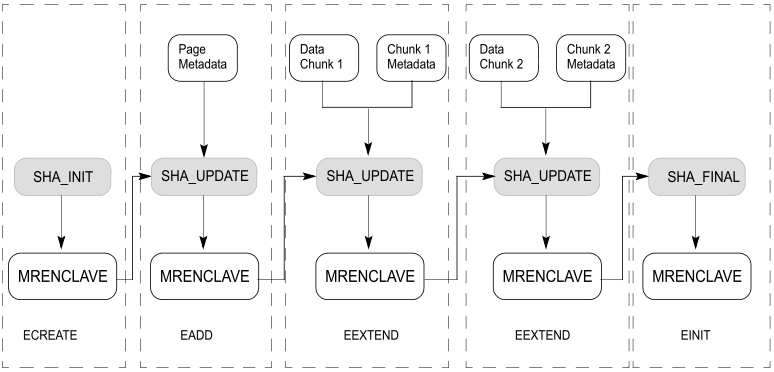 Page
Metadata
Data
Chunk 1
Chunk 1
Metadata
Data
Chunk 2
Chunk 2
Metadata
SHA_INIT
SHA_UPDATE
SHA_UPDATE
SHA_UPDATE
SHA_FINAL
MRENCLAVE
MRENCLAVE
MRENCLAVE
MRENCLAVE
MRENCLAVE
ECREATE
EADD
EEXTEND
EEXTEND
EINIT